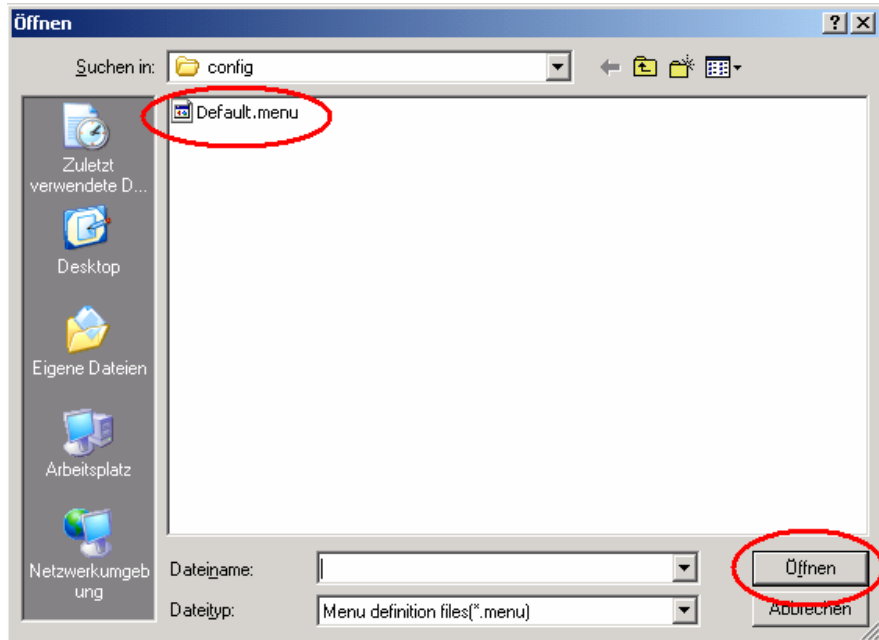 Öffnen
Suchen in: config
Default.menu
Zuletzt
verwendete D...
Desktop
Eigene Dateien
Arbeitsplatz
Netzwerkumgeb
ung
Dateiname:
Öffnen
Dateityp: Menu definition files(*.menu)
Abbrechen